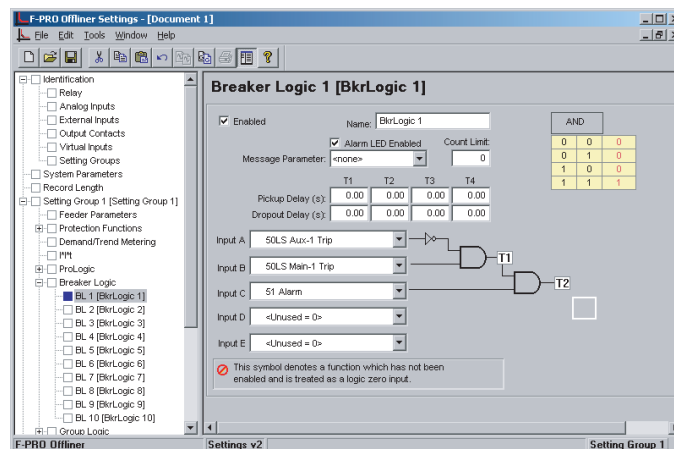 F-PRO Offliner Settings - [Document 1]
File Edit Tools Window Help
Identification
Relay
Analog Inputs
External Inputs
Output Contacts
Virtual Inputs
Setting Groups
System Parameters
Record Length
Setting Group 1 [Setting Group 1]
Feeder Parameters
Protection Functions
Demand/Trend Metering
I*I*t
ProLogic
Breaker Logic
BL 1 [BkrLogic 1]
BL 2 [BkrLogic 2]
BL 3 [BkrLogic 3]
BL 4 [BkrLogic 4]
BL 5 [BkrLogic 5]
BL 6 [BkrLogic 6]
BL 7 [BkrLogic 7]
BL 8 [BkrLogic 8]
BL 9 [BkrLogic 9]
BL 10 [BkrLogic 10]
Group Logic
Breaker Logic 1 [BkrLogic 1]
Enabled
Name: BkrLogic 1
Alarm LED Enabled Count Limit:
Message Parameter: <none> 0
T1 T2 T3 T4
Pickup Delay (s): 0.00 0.00 0.00 0.00
Dropout Delay (s): 0.00 0.00 0.00 0.00
AND
0 0 0
0 1 0
1 0 0
1 1 1
Input A 50LS Aux-1 Trip
Input B 50LS Main-1 Trip
T1
Input C 51 Alarm
T2
Input D <Unused = 0>
Input E <Unused = 0>
This symbol denotes a function which has not been
enabled and is treated as a logic zero input.
F-PRO Offliner Settings v2 Setting Group 1